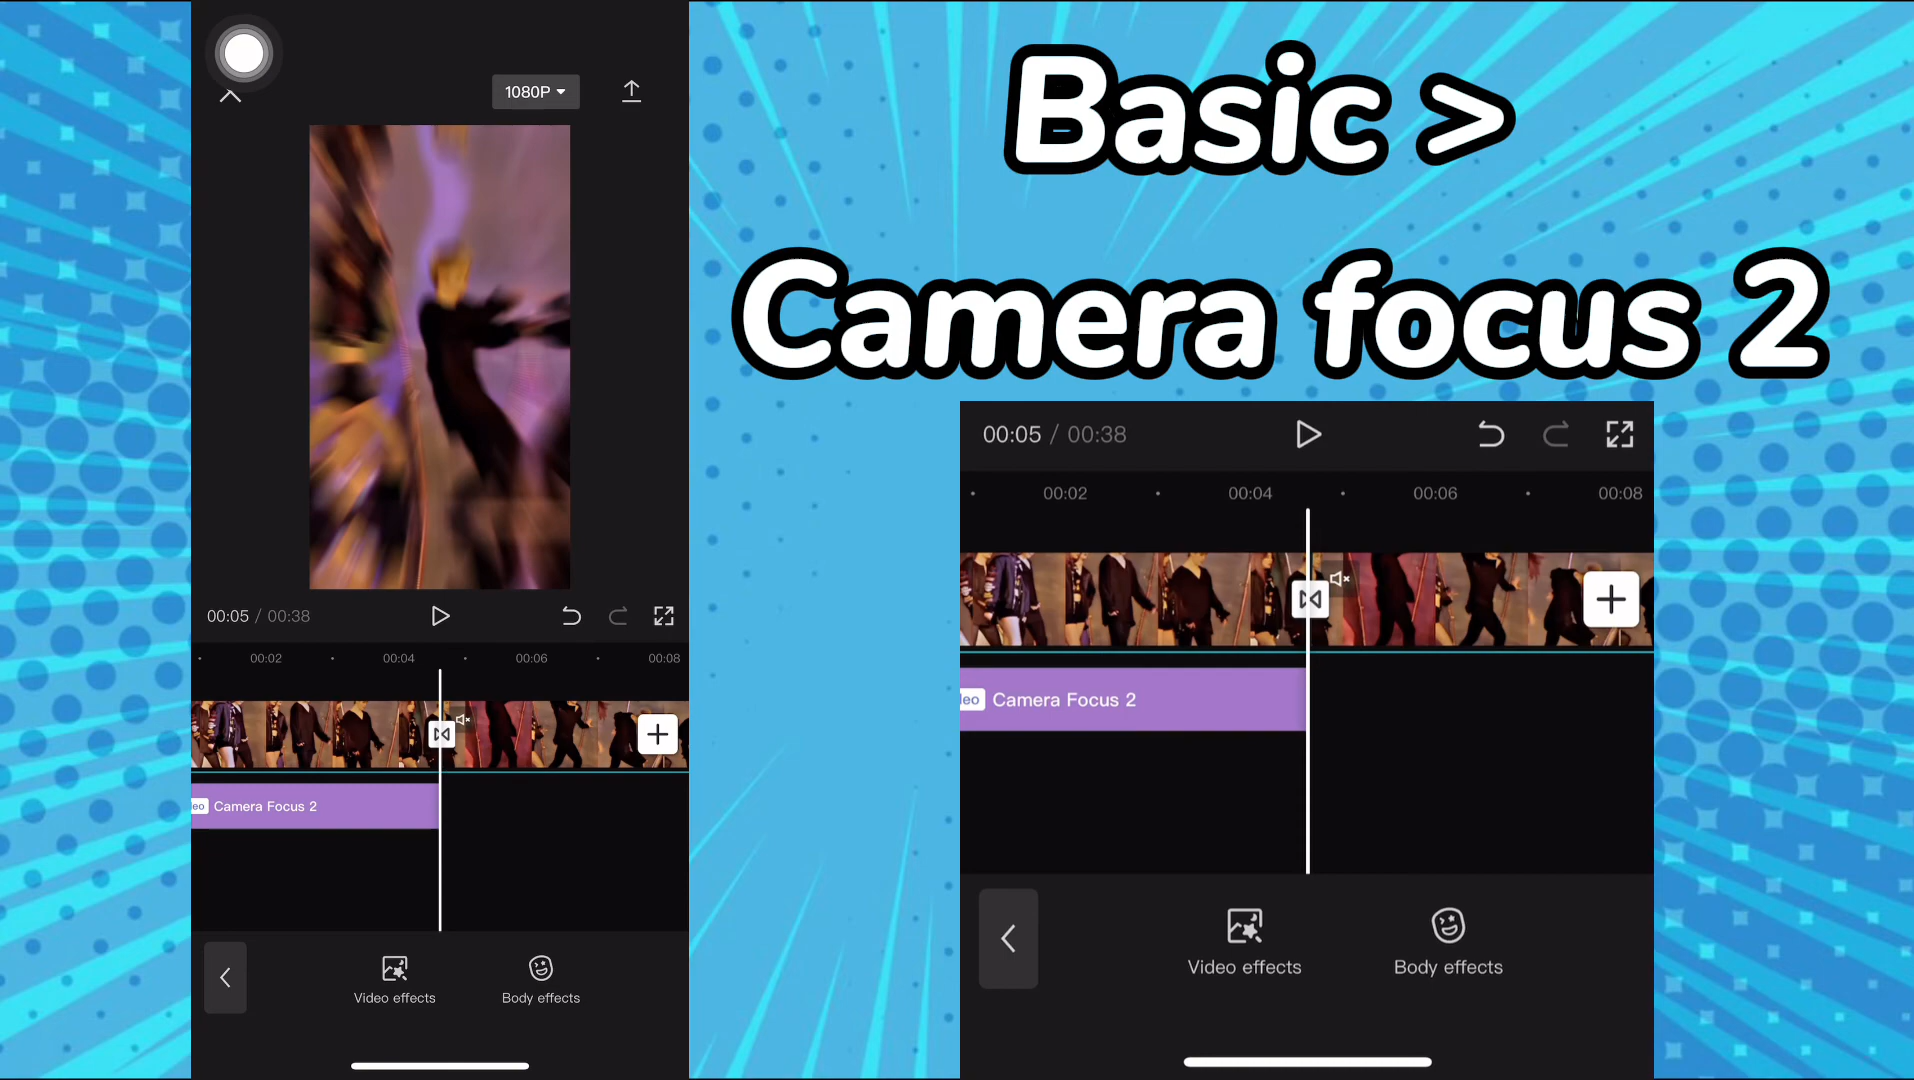 Basic >
Camera focus 2
1080P
00:05 / 00:38
00:02
00:04
00:06
00:08
eo
Camera Focus 2
Video effects
Body effects
00:05 / 00:38
00:02
00:04
00:06
00:08
leo
Camera Focus 2
Video effects
Body effects